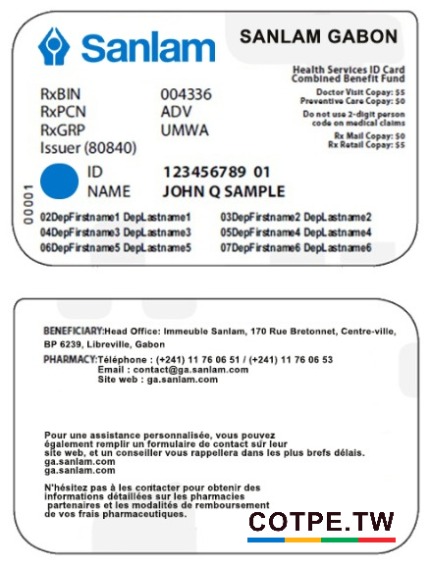 Sanlam
SANLAM GABON
Health Services ID Card
Combined Benefit Fund
RxBIN 004336
Doctor Visit Copay: $5
Preventive Care Copay: $0
RxPCN ADV
Do not use 2-digit person
code on medical claims
RxGRP UMWA
Rx Mail Copay: $0
Rx Retail Copay: $5
Issuer (80840)
ID 123456789 01
NAME JOHN Q SAMPLE
00001
02DepFirstname1 DepLastname1 03DepFirstname2 DepLastname2
04DepFirstname3 DepLastname3 05DepFirstname4 DepLastname4
06DepFirstname5 DepLastname5 07DepFirstname6 DepLastname6
BENEFICIARY:Head Office: Immeuble Sanlam, 170 Rue Bretonnet, Centre-ville,
BP 6239, Libreville, Gabon
PHARMACY:Téléphone : (+241) 11 76 06 51 / (+241) 11 76 06 53
Email : contact@ga.sanlam.com
Site web : ga.sanlam.com
Pour une assistance personnalisée, vous pouvez
également remplir un formulaire de contact sur leur
site web, et un conseiller vous rappellera dans les plus brefs délais.
ga.sanlam.com
ga.sanlam.com
N'hésitez pas à les contacter pour obtenir des
informations détaillées sur les pharmacies
partenaires et les modalités de remboursement
de vos frais pharmaceutiques.
COTPE.TW